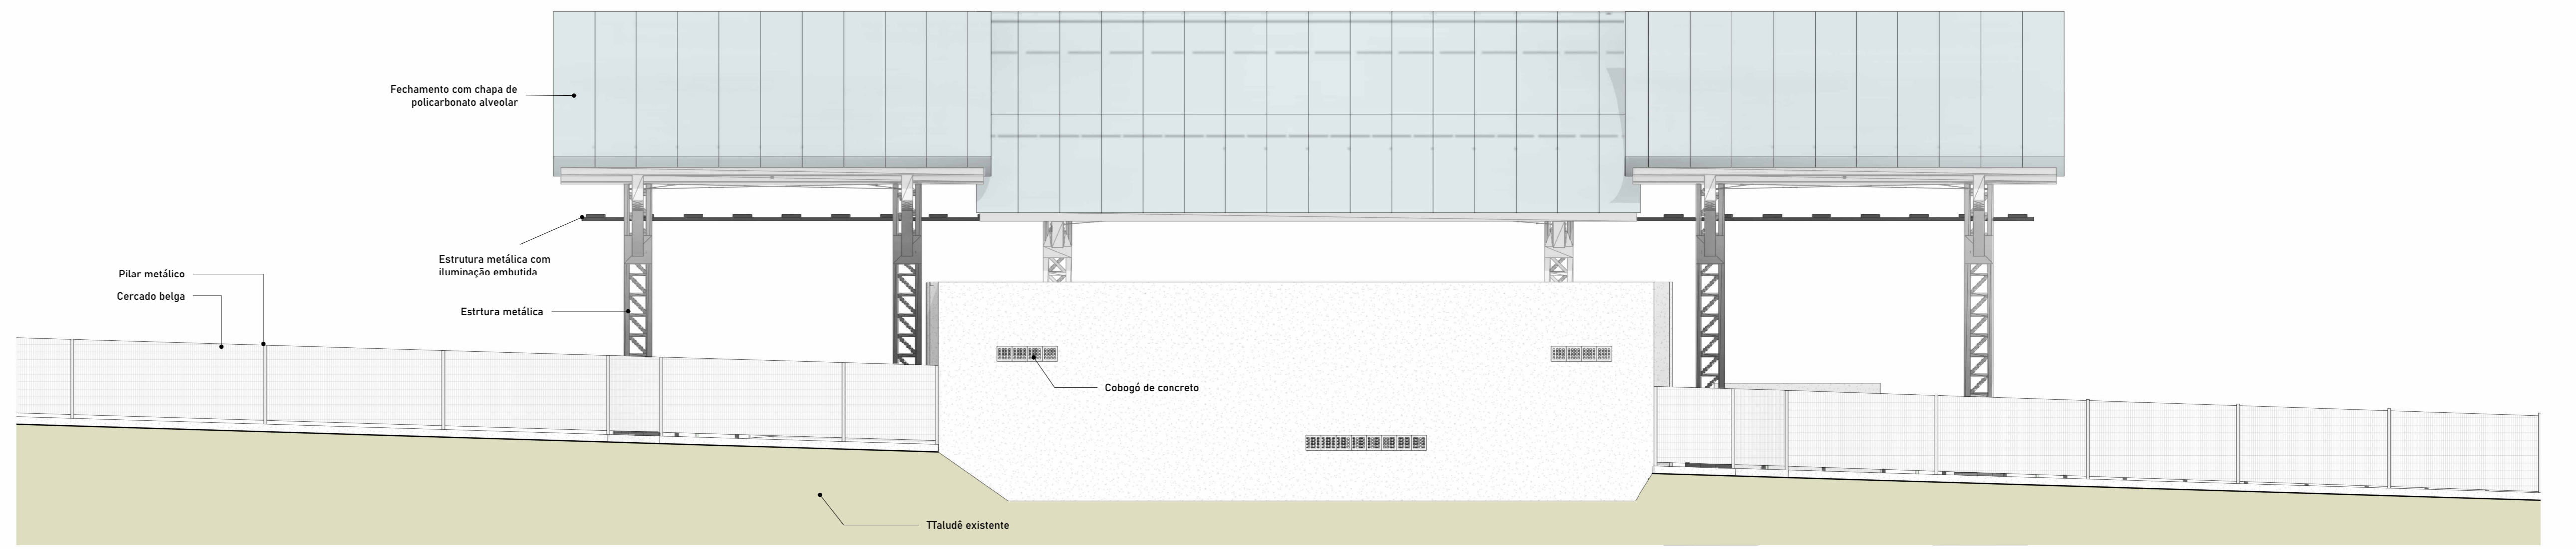 Fechamento com chapa de
policarbonato alveolar
Estrutura metálica com
iluminação embutida
Pilar metálico
Cercado belga
Estrtura metálica
Cobogó de concreto
TTaludê existente